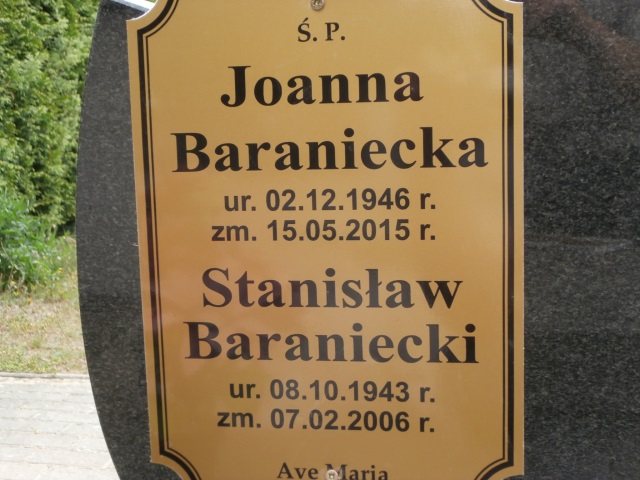 Ś. P.
Joanna
Baraniecka
ur. 02.12.1946 r.
zm. 15.05.2015 r.
Stanisław
Baraniecki
ur. 08.10.1943 r.
zm. 07.02.2006 r.
Ave Maria